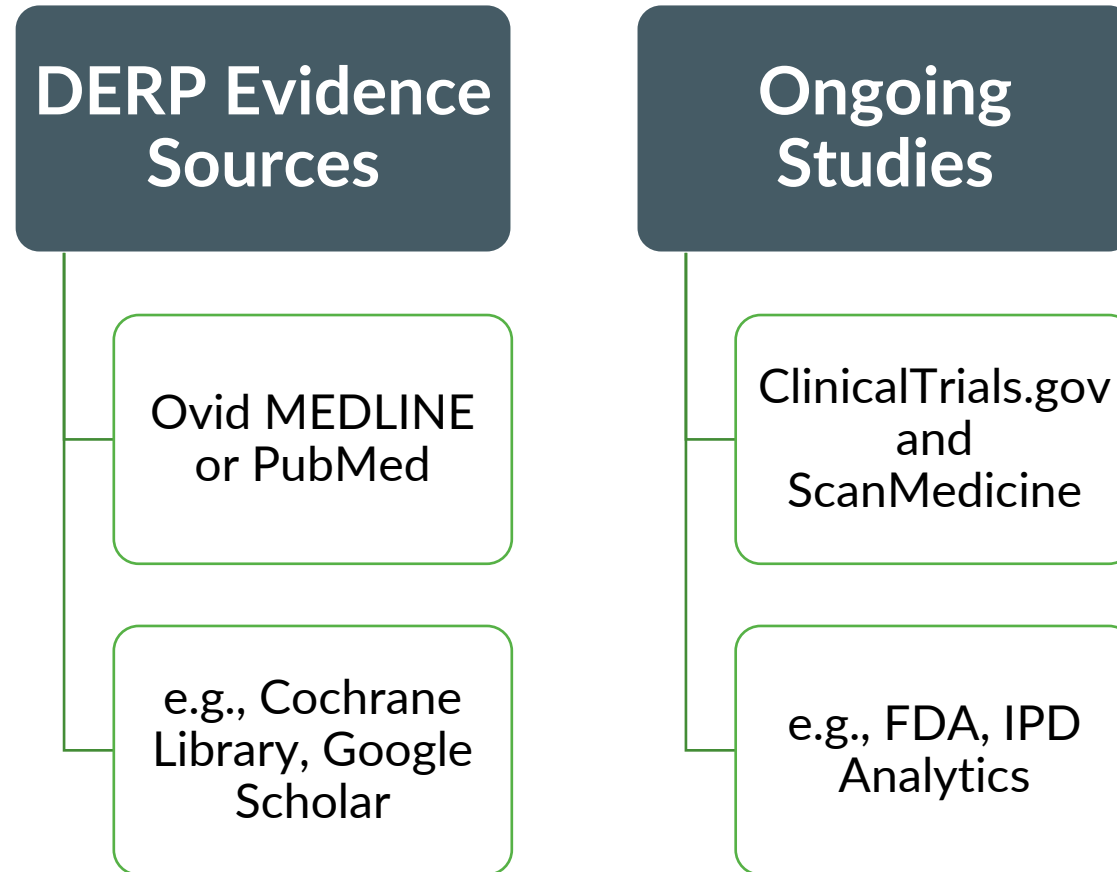 DERP Evidence
Sources
Ovid MEDLINE
or PubMed
e.g., Cochrane
Library, Google
Scholar
Ongoing
Studies
ClinicalTrials.gov
and
ScanMedicine
e.g., FDA, IPD
Analytics